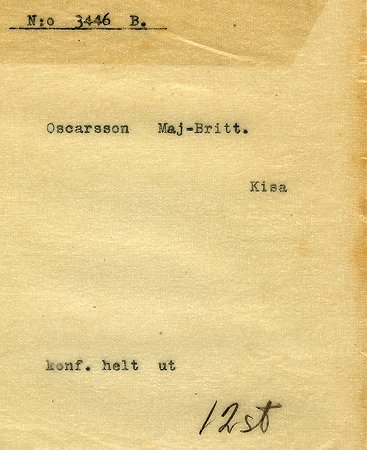 N:o 3446 B.
Oscarsson Maj-Britt.
Kisa
konf. helt ut
12st